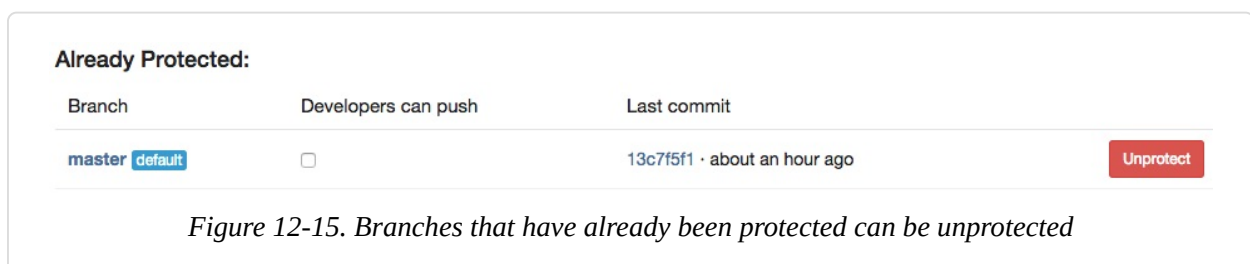 Already Protected:
Branch Developers can push Last commit
master default 13c7f5f1 · about an hour ago Unprotect
Figure 12-15. Branches that have already been protected can be unprotected